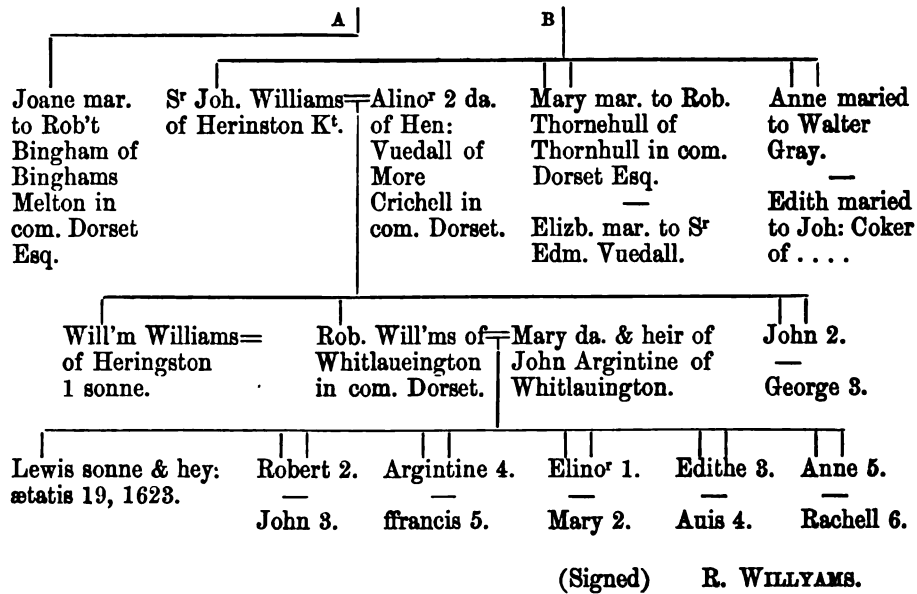 A B
Joane mar.
to Rob't
Bingham of
Binghams
Melton in
com. Dorset
Esq.
Sʳ Joh. Williams=
of Herinston Kᵗ.
Alinoʳ 2 da.
of Hen:
Vuedall of
More
Crichell in
com. Dorset.
Mary mar. to Rob.
Thornehull of
Thornhull in com.
Dorset Esq.
—
Elizb. mar. to Sʳ
Edm. Vuedall.
Anne maried
to Walter
Gray.
—
Edith maried
to Joh: Coker
of . . . .
Will'm Williams=
of Heringston
1 sonne.
Rob. Will'ms of=
Whitlaueington
in com. Dorset.
Mary da. & heir of
John Argintine of
Whitlauington.
John 2.
—
George 3.
Lewis sonne & hey:
ætatis 19, 1623.
Robert 2.
—
John 3.
Argintine 4.
—
ffrancis 5.
Elinoʳ 1.
—
Mary 2.
Edithe 3.
—
Auis 4.
Anne 5.
—
Rachell 6.
(Signed) R. WILLYAMS.